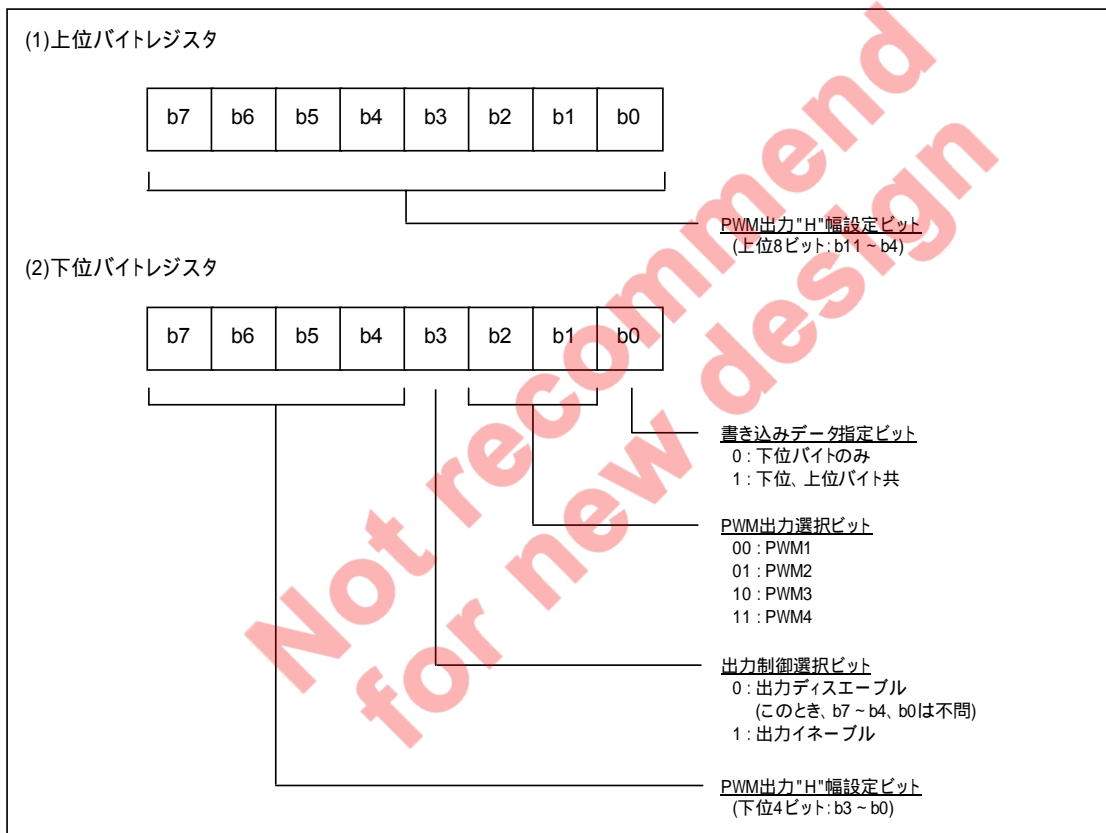 (1)上位バイトレジスタ
b7 b6 b5 b4 b3 b2 b1 b0
PWM出力"H"幅設定ビット
(上位8ビット:b11~b4)
(2)下位バイトレジスタ
b7 b6 b5 b4 b3 b2 b1 b0
書き込みデータ指定ビット
0 : 下位バイトのみ
1 : 下位、上位バイト共
PWM出力選択ビット
00 : PWM1
01 : PWM2
10 : PWM3
11 : PWM4
出力制御選択ビット
0 : 出力ディスエーブル
(このとき、b7~b4、b0は不問)
1 : 出力イネーブル
PWM出力"H"幅設定ビット
(下位4ビット:b3~b0)
Not recommend
for new design